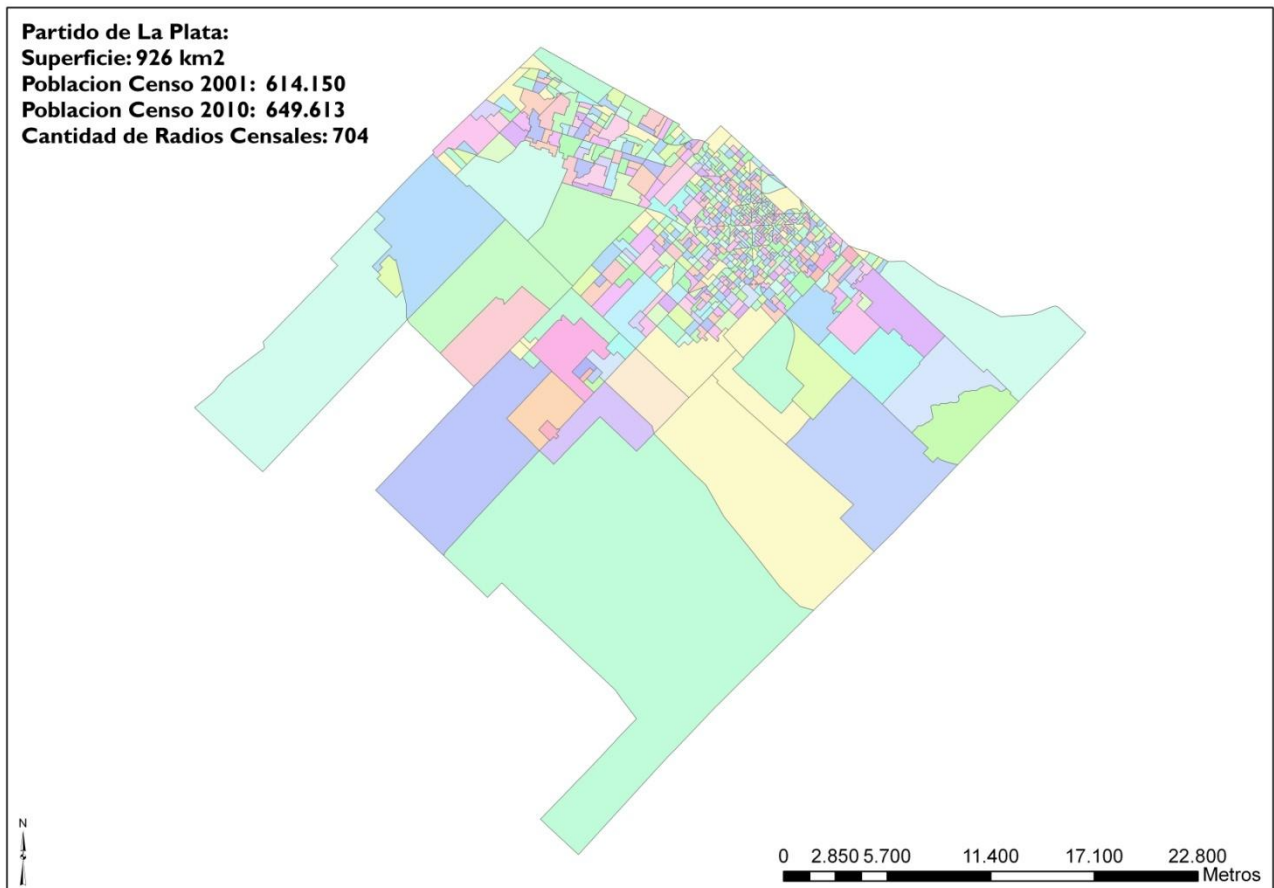 Partido de La Plata:
Superficie: 926 km2
Poblacion Censo 2001: 614.150
Poblacion Censo 2010: 649.613
Cantidad de Radios Censales: 704
N
0 2.850 5.700 11.400 17.100 22.800
Metros